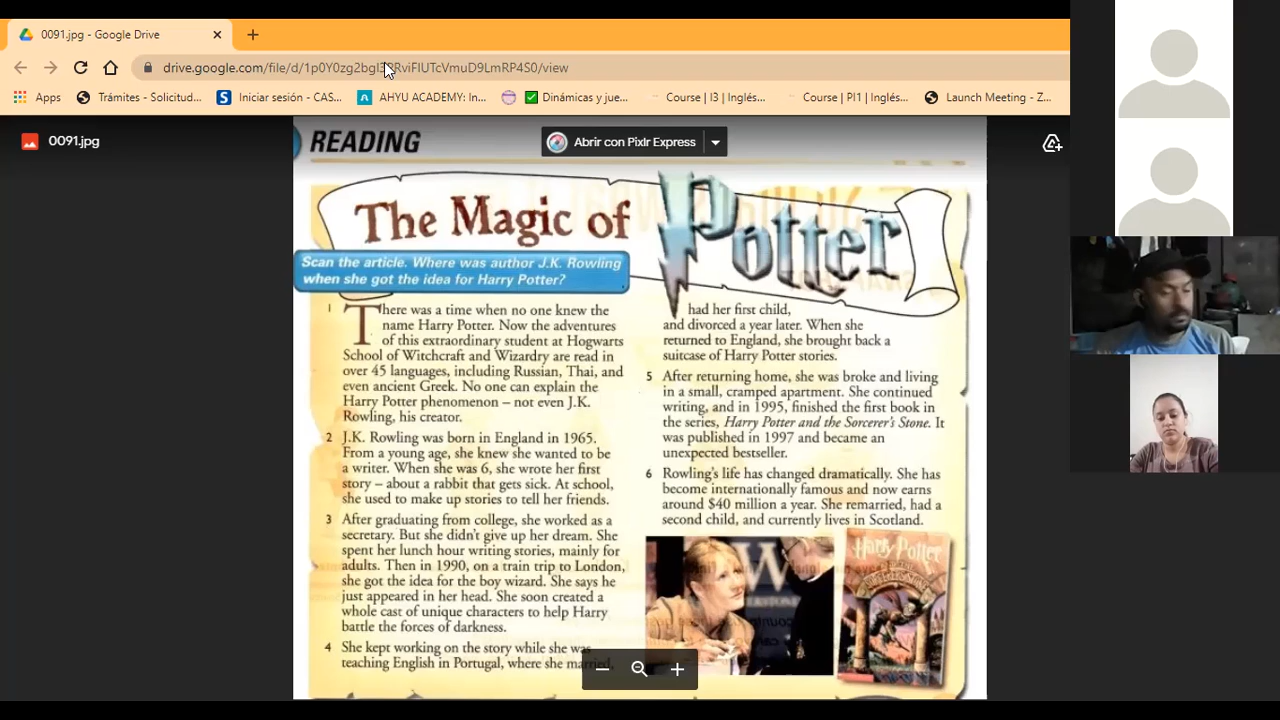 0091.jpg - Google Drive
Apps
Trámites - Solicitud...
Iniciar sesión - CAS...
AHYU ACADEMY: In...
Dinámicas y jue...
Course | I3 | Inglés...
Course | PI1 | Inglés...
Launch Meeting - Z...
0091.jpg
READING
Abrir con Pixlr Express
The Magic of Potter
Scan the article. Where was author J.K. Rowling
when she got the idea for Harry Potter?
1 There was a time when no one knew the
name Harry Potter. Now the adventures
of this extraordinary student at Hogwarts
School of Witchcraft and Wizardry are read in
over 45 languages, including Russian, Thai, and
even ancient Greek. No one can explain the
Harry Potter phenomenon – not even J.K.
Rowling, his creator.
2 J.K. Rowling was born in England in 1965.
From a young age, she knew she wanted to be
a writer. When she was 6, she wrote her first
story – about a rabbit that gets sick. At school,
she used to make up stories to tell her friends.
3 After graduating from college, she worked as a
secretary. But she didn't give up her dream. She
spent her lunch hour writing stories, mainly for
adults. Then in 1990, on a train trip to London,
she got the idea for the boy wizard. She says he
just appeared in her head. She soon created a
whole cast of unique characters to help Harry
battle the forces of darkness.
4 She kept working on the story while she was
teaching English in Portugal, where she married,
had her first child,
and divorced a year later. When she
returned to England, she brought back a
suitcase of Harry Potter stories.
5 After returning home, she was broke and living
in a small, cramped apartment. She continued
writing, and in 1995, finished the first book in
the series, Harry Potter and the Sorcerer's Stone. It
was published in 1997 and became an
unexpected bestseller.
6 Rowling's life has changed dramatically. She has
become internationally famous and now earns
around $40 million a year. She remarried, had a
second child, and currently lives in Scotland.
W
Harry Potter